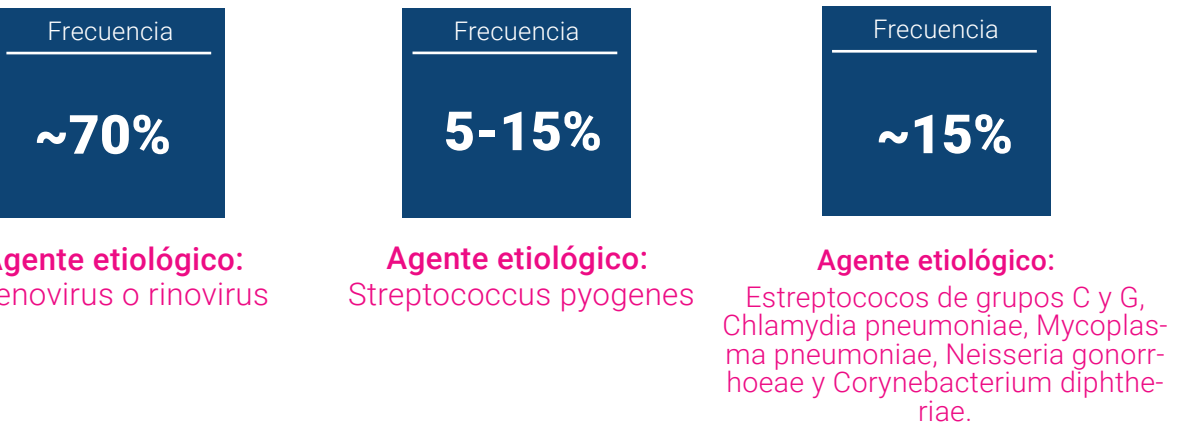 Frecuencia
~70%
Agente etiológico:
enovirus o rinovirus
Frecuencia
5-15%
Agente etiológico:
Streptococcus pyogenes
Frecuencia
~15%
Agente etiológico:
Estreptococos de grupos C y G,
Chlamydia pneumoniae, Mycoplas-
ma pneumoniae, Neisseria gonorr-
hoeae y Corynebacterium diphthe-
riae.